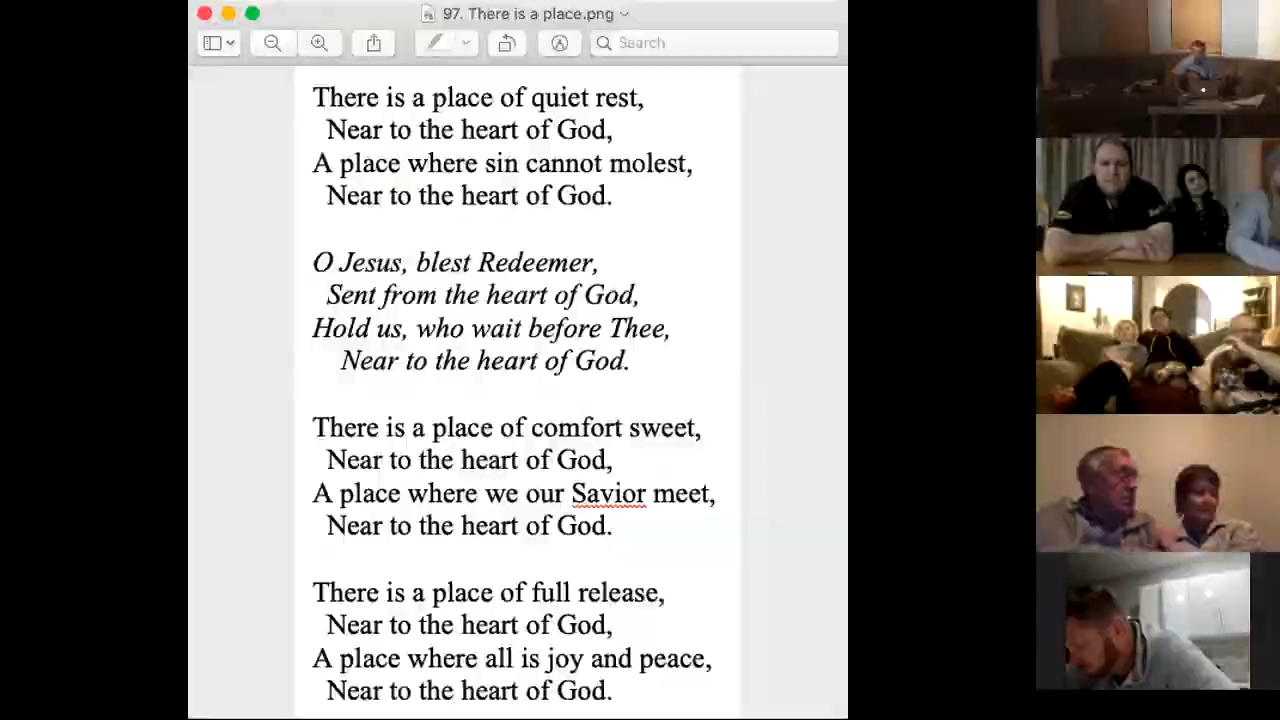 97. There is a place.png
Search
There is a place of quiet rest,
Near to the heart of God,
A place where sin cannot molest,
Near to the heart of God.
O Jesus, blest Redeemer,
Sent from the heart of God,
Hold us, who wait before Thee,
Near to the heart of God.
There is a place of comfort sweet,
Near to the heart of God,
A place where we our Savior meet,
Near to the heart of God.
There is a place of full release,
Near to the heart of God,
A place where all is joy and peace,
Near to the heart of God.